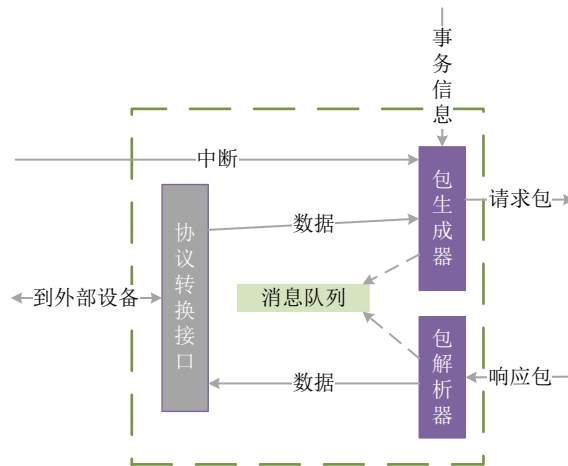 事务信息
中断
包生成器
请求包
数据
协议转换接口
到外部设备
消息队列
包解析器
响应包
数据